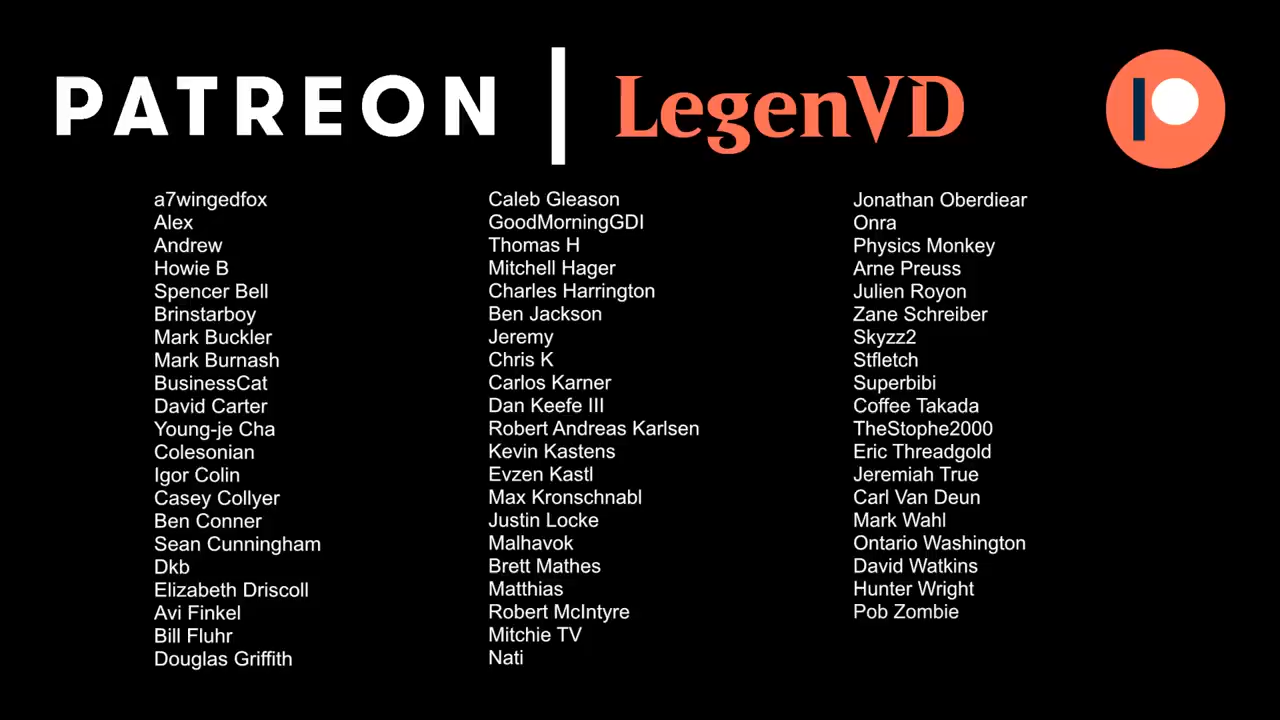 PATREON | LegenVD
a7wingedfox
Alex
Andrew
Howie B
Spencer Bell
Brinstarboy
Mark Buckler
Mark Burnash
BusinessCat
David Carter
Young-je Cha
Colesonian
Igor Colin
Casey Collyer
Ben Conner
Sean Cunningham
Dkb
Elizabeth Driscoll
Avi Finkel
Bill Fluhr
Douglas Griffith
Caleb Gleason
GoodMorningGDI
Thomas H
Mitchell Hager
Charles Harrington
Ben Jackson
Jeremy
Chris K
Carlos Karner
Dan Keefe III
Robert Andreas Karlsen
Kevin Kastens
Evzen Kastl
Max Kronschnabl
Justin Locke
Malhavok
Brett Mathes
Matthias
Robert McIntyre
Mitchie TV
Nati
Jonathan Oberdiear
Onra
Physics Monkey
Arne Preuss
Julien Royon
Zane Schreiber
Skyzz2
Stfletch
Superbibi
Coffee Takada
TheStophe2000
Eric Threadgold
Jeremiah True
Carl Van Deun
Mark Wahl
Ontario Washington
David Watkins
Hunter Wright
Pob Zombie